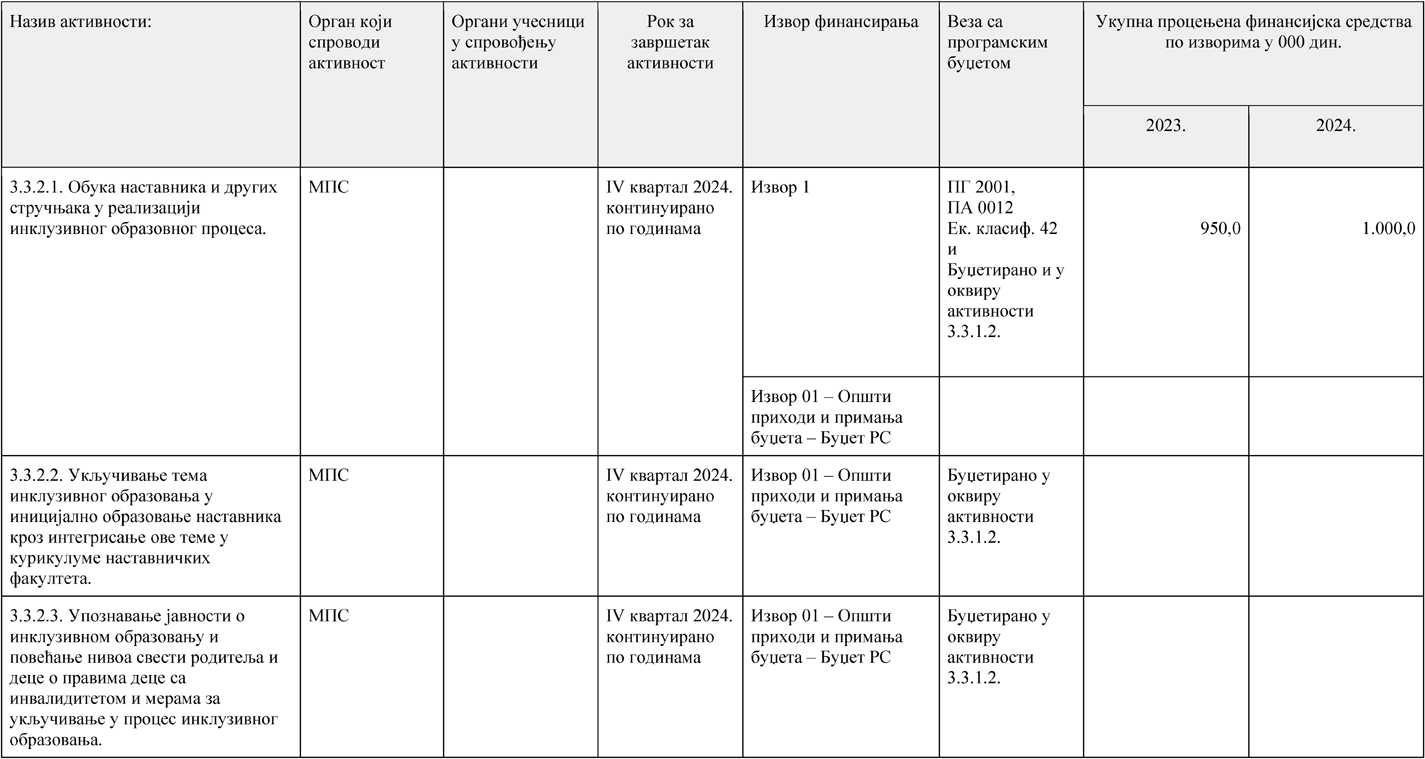 Назив активности:
Орган који
спроводи
активност
Органи учесници
у спровођењу
активности
Рок за
завршетак
активности
Извор финансирања
Веза са
програмским
буџетом
Укупна процењена финансијска средства
по изворима у 000 дин.
2023.
2024.
3.3.2.1. Обука наставника и других
стручњака у реализацији
инклузивног образовног процеса.
МПС
IV квартал 2024.
континуирано
по годинама
Извор 1
ПГ 2001,
ПА 0012
Ек. класиф. 42
и
Буџетирано и у
оквиру
активности
3.3.1.2.
950,0
1.000,0
Извор 01 – Општи
приходи и примања
буџета – Буџет РС
3.3.2.2. Укључивање тема
инклузивног образовања у
иницијално образовање наставника
кроз интегрисање ове теме у
курикулуме наставничких
факултета.
МПС
IV квартал 2024.
континуирано
по годинама
Извор 01 – Општи
приходи и примања
буџета – Буџет РС
Буџетирано у
оквиру
активности
3.3.1.2.
3.3.2.3. Упознавање јавности о
инклузивном образовању и
повећање нивоа свести родитеља и
деце о правима деце са
инвалидитетом и мерама за
укључивање у процес инклузивног
образовања.
МПС
IV квартал 2024.
континуирано
по годинама
Извор 01 – Општи
приходи и примања
буџета – Буџет РС
Буџетирано у
оквиру
активности
3.3.1.2.